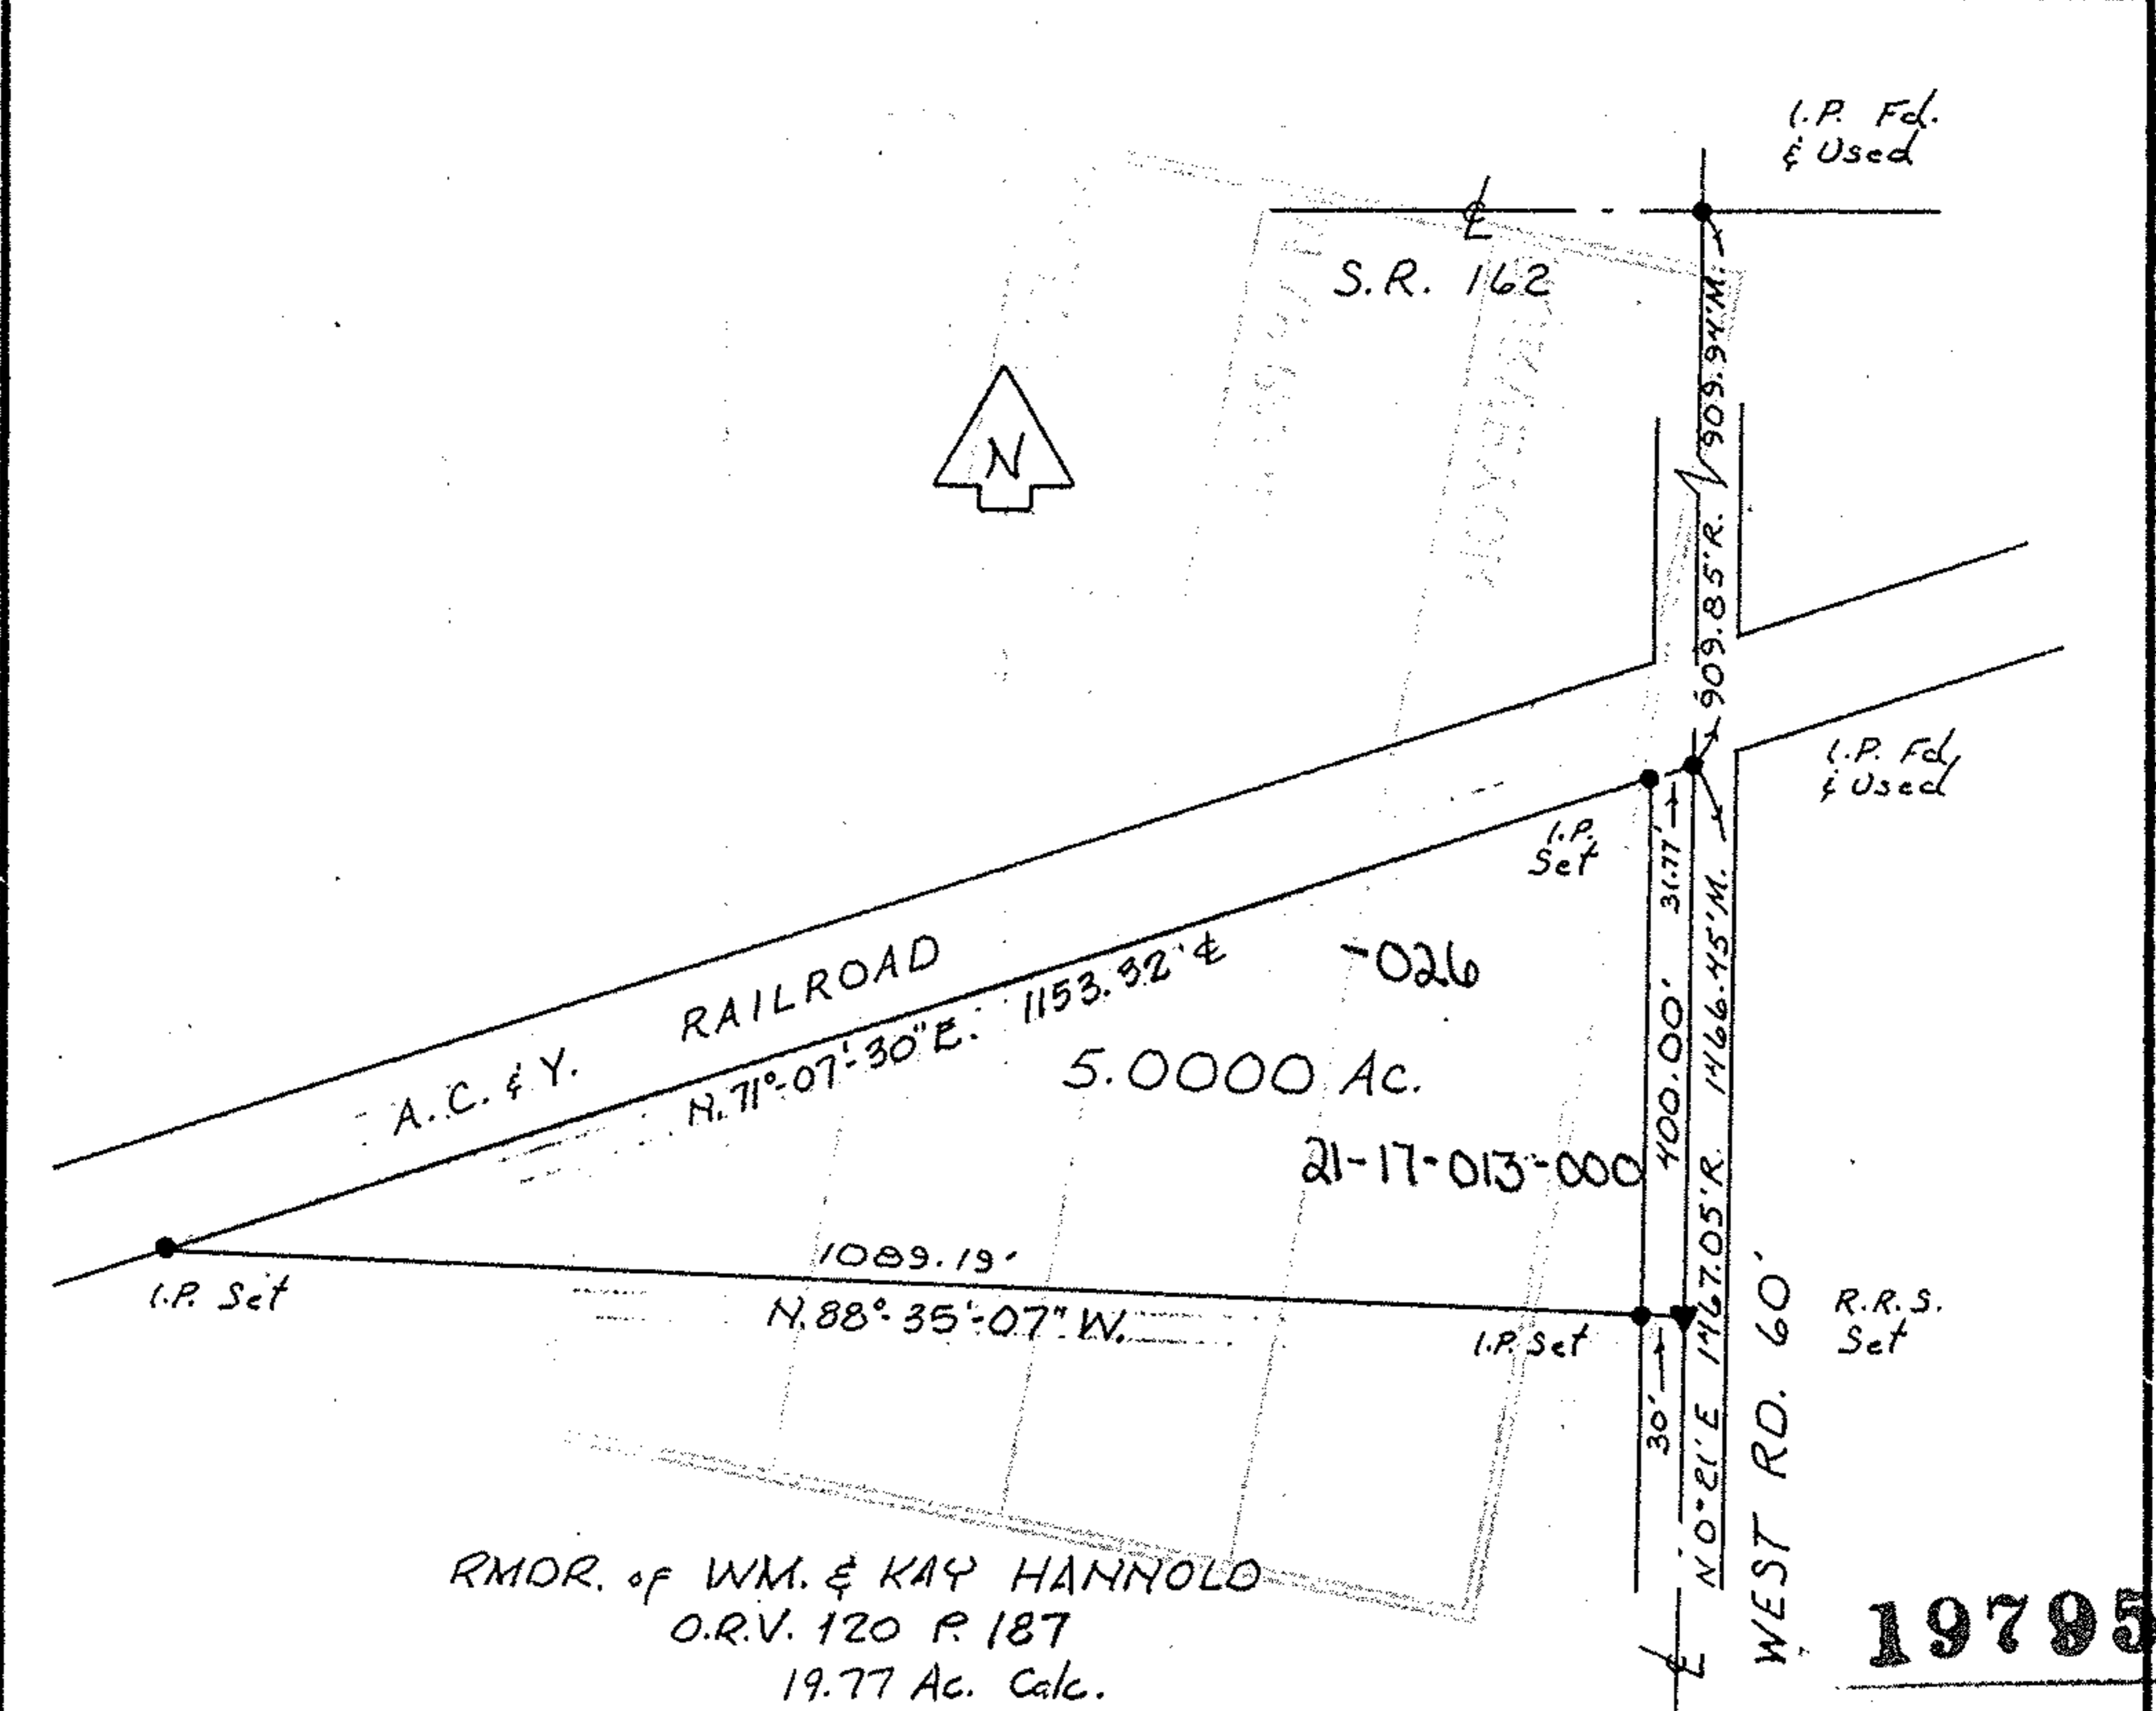 I.P. Fd.
& Used
℄
S.R. 162
909.94' M.
N
909.85' R.
I.P. Fd.
& Used
I.P.
Set
31.77'
1466.45' M.
A.C. & Y. RAILROAD
N. 71°-07'-30" E. 1153.32' ℄
-026
5.0000 Ac.
400.00'
21-17-013-000
1089.19'
I.P. Set
N. 88°-35'-07" W.
I.P. Set
R.R.S.
Set
30'
N 0°21' E 1467.05' R.
WEST RD. 60'
RMDR. of WM. & KAY HANNOLD
O.R.V. 120 P. 187
19.77 Ac. Calc.
℄
19795